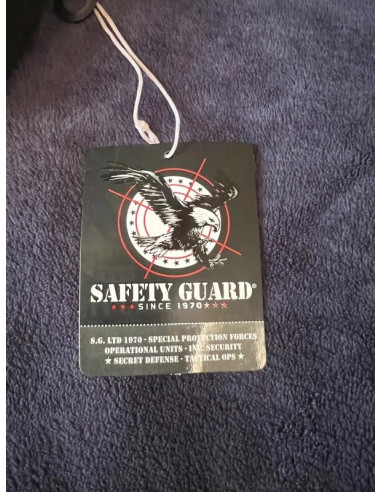 SAFETY GUARD®
★★★SINCE 1970★★★
S.G. LTD 1970 - SPECIAL PROTECTION FORCES
OPERATIONAL UNITS - INT. SECURITY
★ SECRET DEFENSE - TACTICAL OPS ★